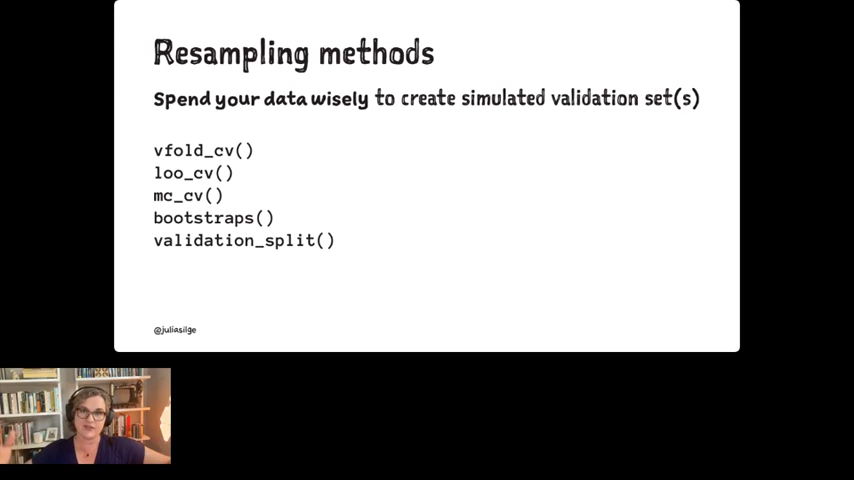 Resampling methods
Spend your data wisely to create simulated validation set(s)
vfold_cv()
loo_cv()
mc_cv()
bootstraps()
validation_split()
@juliasilge